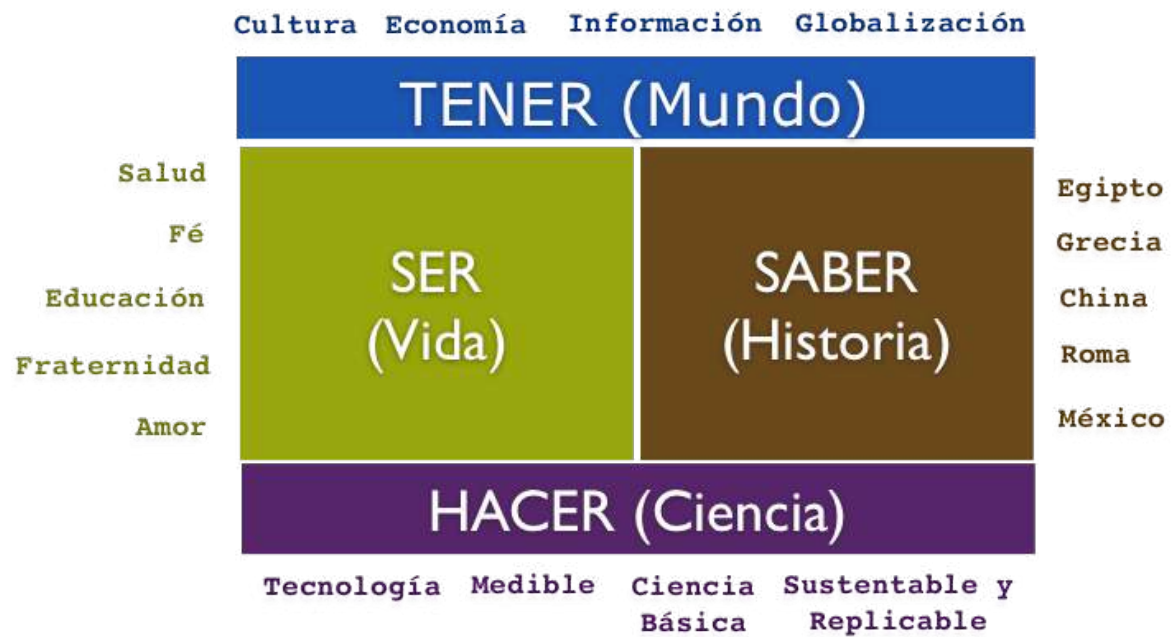 Cultura Economía Información Globalización
TENER (Mundo)
Salud
Fé
Educación
Fraternidad
Amor
SER
(Vida)
SABER
(Historia)
Egipto
Grecia
China
Roma
México
HACER (Ciencia)
Tecnología Medible Ciencia Sustentable y
Básica Replicable